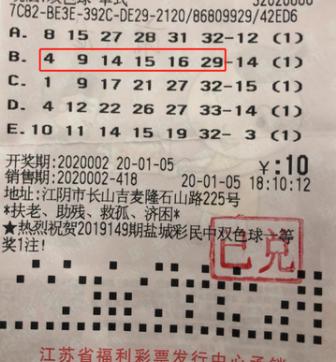 7C82-BE3E-392C-DE29-2120/86809929/42ED6
A. 8 15 27 28 31 32-12 (1)
B. 4 9 14 15 16 29-14 (1)
C. 1 9 17 21 27 32-15 (1)
D. 4 12 22 26 27 33-14 (1)
E. 10 11 14 15 19 32- 3 (1)
开奖期:2020002 20-01-05 ¥:10
销售期:2020002-418 20-01-05 18:10:12
地址:江阴市长山吉麦隆石山路225号
*扶老、助残、救孤、济困*
★热烈祝贺2019149期盐城彩民中双色球一等
奖1注!
已兑
江苏省福利彩票发行中心承销